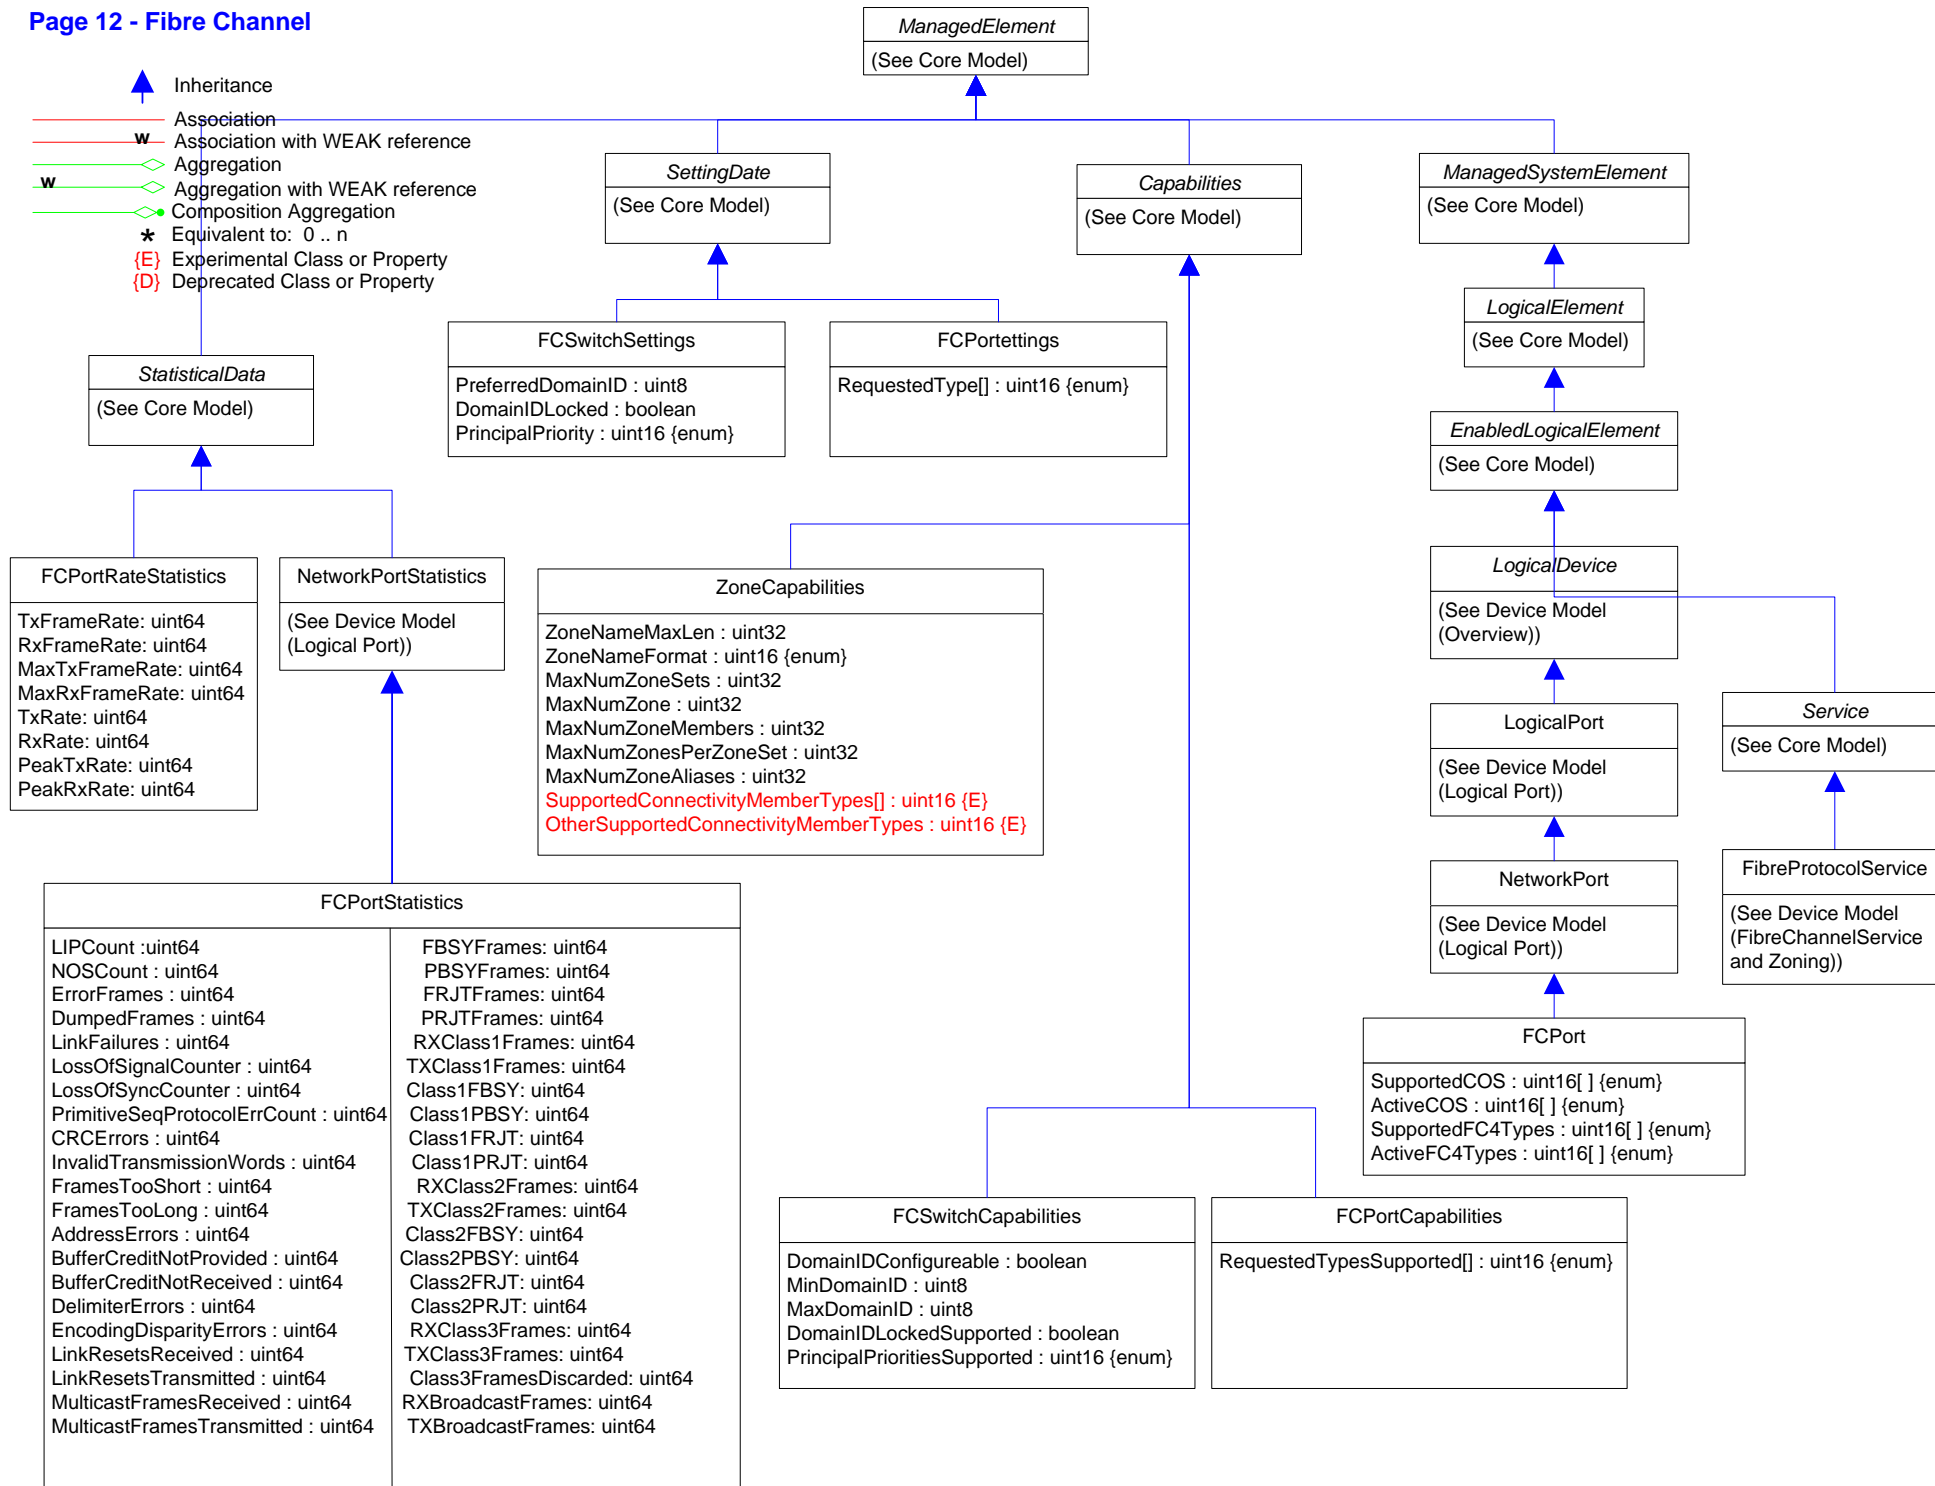 Page 12 - Fibre Channel
Inheritance
Association
w
Association with WEAK reference
Aggregation
w
Aggregation with WEAK reference
Composition Aggregation
* Equivalent to: 0 .. n
{E} Experimental Class or Property
{D} Deprecated Class or Property
ManagedElement
(See Core Model)
SettingDate
(See Core Model)
Capabilities
(See Core Model)
ManagedSystemElement
(See Core Model)
LogicalElement
(See Core Model)
FCSwitchSettings
PreferredDomainID : uint8
DomainIDLocked : boolean
PrincipalPriority : uint16 {enum}
FCPortettings
RequestedType[] : uint16 {enum}
StatisticalData
(See Core Model)
EnabledLogicalElement
(See Core Model)
FCPortRateStatistics
TxFrameRate: uint64
RxFrameRate: uint64
MaxTxFrameRate: uint64
MaxRxFrameRate: uint64
TxRate: uint64
RxRate: uint64
PeakTxRate: uint64
PeakRxRate: uint64
NetworkPortStatistics
(See Device Model
(Logical Port))
ZoneCapabilities
ZoneNameMaxLen : uint32
ZoneNameFormat : uint16 {enum}
MaxNumZoneSets : uint32
MaxNumZone : uint32
MaxNumZoneMembers : uint32
MaxNumZonesPerZoneSet : uint32
MaxNumZoneAliases : uint32
SupportedConnectivityMemberTypes[] : uint16 {E}
OtherSupportedConnectivityMemberTypes : uint16 {E}
LogicalDevice
(See Device Model
(Overview))
LogicalPort
(See Device Model
(Logical Port))
Service
(See Core Model)
NetworkPort
(See Device Model
(Logical Port))
FibreProtocolService
(See Device Model
(FibreChannelService
and Zoning))
FCPortStatistics
LIPCount :uint64
NOSCount : uint64
ErrorFrames : uint64
DumpedFrames : uint64
LinkFailures : uint64
LossOfSignalCounter : uint64
LossOfSyncCounter : uint64
PrimitiveSeqProtocolErrCount : uint64
CRCErrors : uint64
InvalidTransmissionWords : uint64
FramesTooShort : uint64
FramesTooLong : uint64
AddressErrors : uint64
BufferCreditNotProvided : uint64
BufferCreditNotReceived : uint64
DelimiterErrors : uint64
EncodingDisparityErrors : uint64
LinkResetsReceived : uint64
LinkResetsTransmitted : uint64
MulticastFramesReceived : uint64
MulticastFramesTransmitted : uint64
FBSYFrames: uint64
PBSYFrames: uint64
FRJTFrames: uint64
PRJTFrames: uint64
RXClass1Frames: uint64
TXClass1Frames: uint64
Class1FBSY: uint64
Class1PBSY: uint64
Class1FRJT: uint64
Class1PRJT: uint64
RXClass2Frames: uint64
TXClass2Frames: uint64
Class2FBSY: uint64
Class2PBSY: uint64
Class2FRJT: uint64
Class2PRJT: uint64
RXClass3Frames: uint64
TXClass3Frames: uint64
Class3FramesDiscarded: uint64
RXBroadcastFrames: uint64
TXBroadcastFrames: uint64
FCPort
SupportedCOS : uint16[ ] {enum}
ActiveCOS : uint16[ ] {enum}
SupportedFC4Types : uint16[ ] {enum}
ActiveFC4Types : uint16[ ] {enum}
FCSwitchCapabilities
DomainIDConfigureable : boolean
MinDomainID : uint8
MaxDomainID : uint8
DomainIDLockedSupported : boolean
PrincipalPrioritiesSupported : uint16 {enum}
FCPortCapabilities
RequestedTypesSupported[] : uint16 {enum}